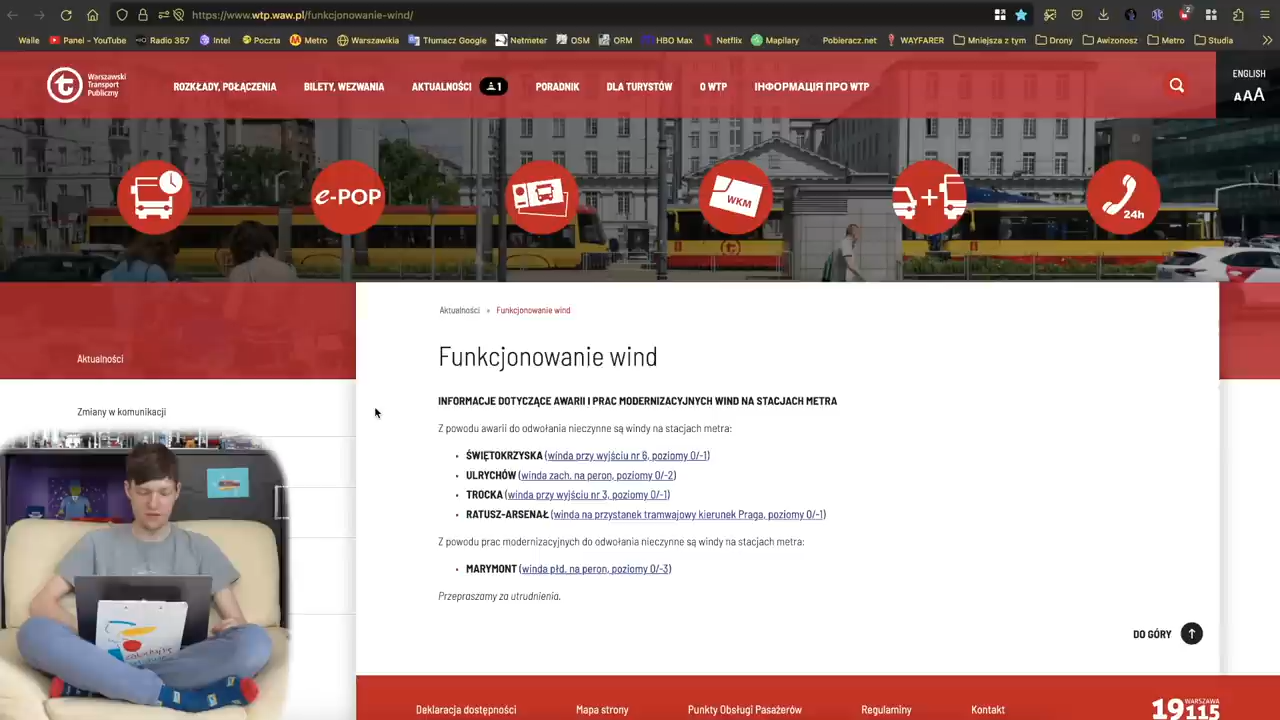 https://www.wtp.waw.pl/funkcjonowanie-wind/
2
Walle Panel - YouTube Radio 357 Intel Poczta Metro Warszawikia Tłumacz Google Netmeter OSM ORM HBO Max Netflix Mapilary Pobieracz.net WAYFARER Mniejsza z tym Drony Awizonosz Metro Studia
Warszawski
Transport
Publiczny
ROZKŁADY, POŁĄCZENIA BILETY, WEZWANIA AKTUALNOŚCI 1 PORADNIK DLA TURYSTÓW O WTP ІНФОРМАЦІЯ ПРО WTP
ENGLISH
AAA
e-POP
WKM
24h
Aktualności » Funkcjonowanie wind
Aktualności
Zmiany w komunikacji
Funkcjonowanie wind
INFORMACJE DOTYCZĄCE AWARII I PRAC MODERNIZACYJNYCH WIND NA STACJACH METRA
Z powodu awarii do odwołania nieczynne są windy na stacjach metra:
• ŚWIĘTOKRZYSKA (winda przy wyjściu nr 6, poziomy 0/-1)
• ULRYCHÓW (winda zach. na peron, poziomy 0/-2)
• TROCKA (winda przy wyjściu nr 3, poziomy 0/-1)
• RATUSZ-ARSENAŁ (winda na przystanek tramwajowy kierunek Praga, poziomy 0/-1)
Z powodu prac modernizacyjnych do odwołania nieczynne są windy na stacjach metra:
• MARYMONT (winda płd. na peron, poziomy 0/-3)
Przepraszamy za utrudnienia.
DO GÓRY
Deklaracja dostępności Mapa strony Punkty Obsługi Pasażerów Regulaminy Kontakt
19115 WARSZAWA